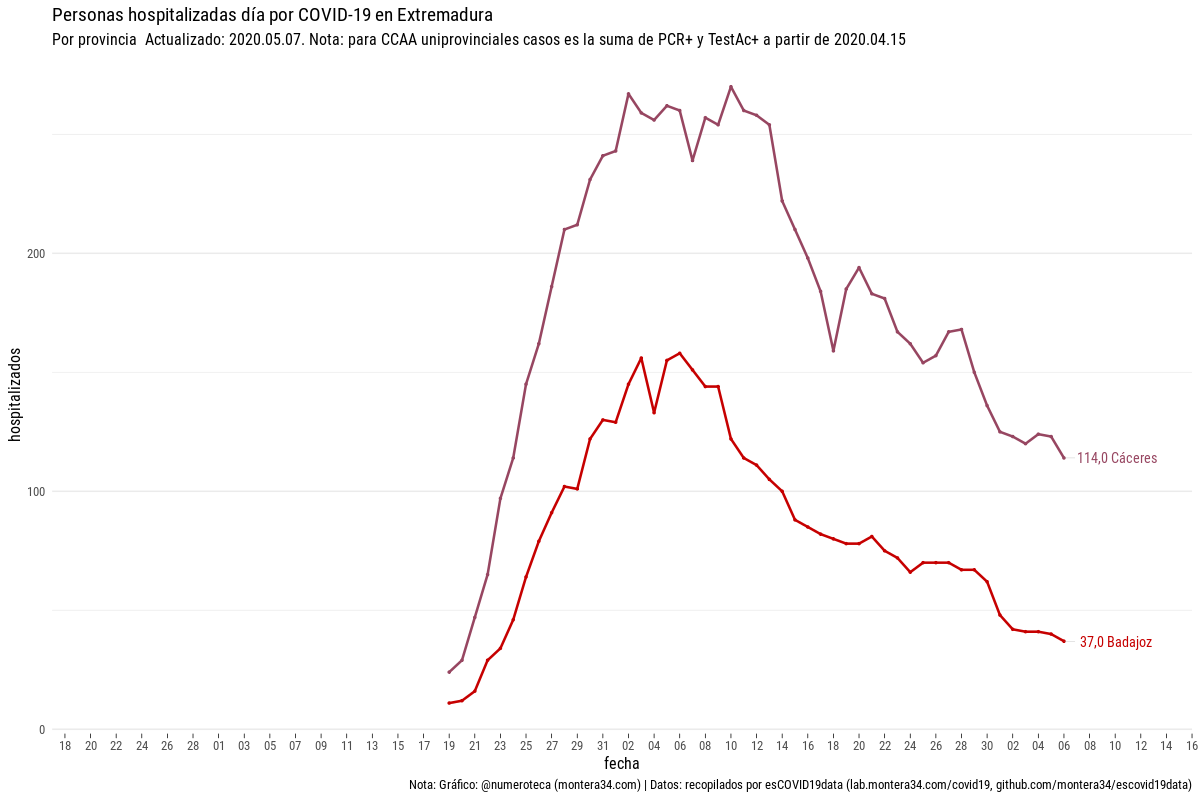 Personas hospitalizadas día por COVID-19 en Extremadura
Por provincia  Actualizado: 2020.05.07. Nota: para CCAA uniprovinciales casos es la suma de PCR+ y TestAc+ a partir de 2020.04.15
200
hospitalizados
114,0 Cáceres
100
37,0 Badajoz
0
18 20 22 24 26 28 01 03 05 07 09 11 13 15 17 19 21 23 25 27 29 31 02 04 06 08 10 12 14 16 18 20 22 24 26 28 30 02 04 06 08 10 12 14 16
fecha
Nota: Gráfico: @numeroteca (montera34.com) | Datos: recopilados por esCOVID19data (lab.montera34.com/covid19, github.com/montera34/escovid19data)